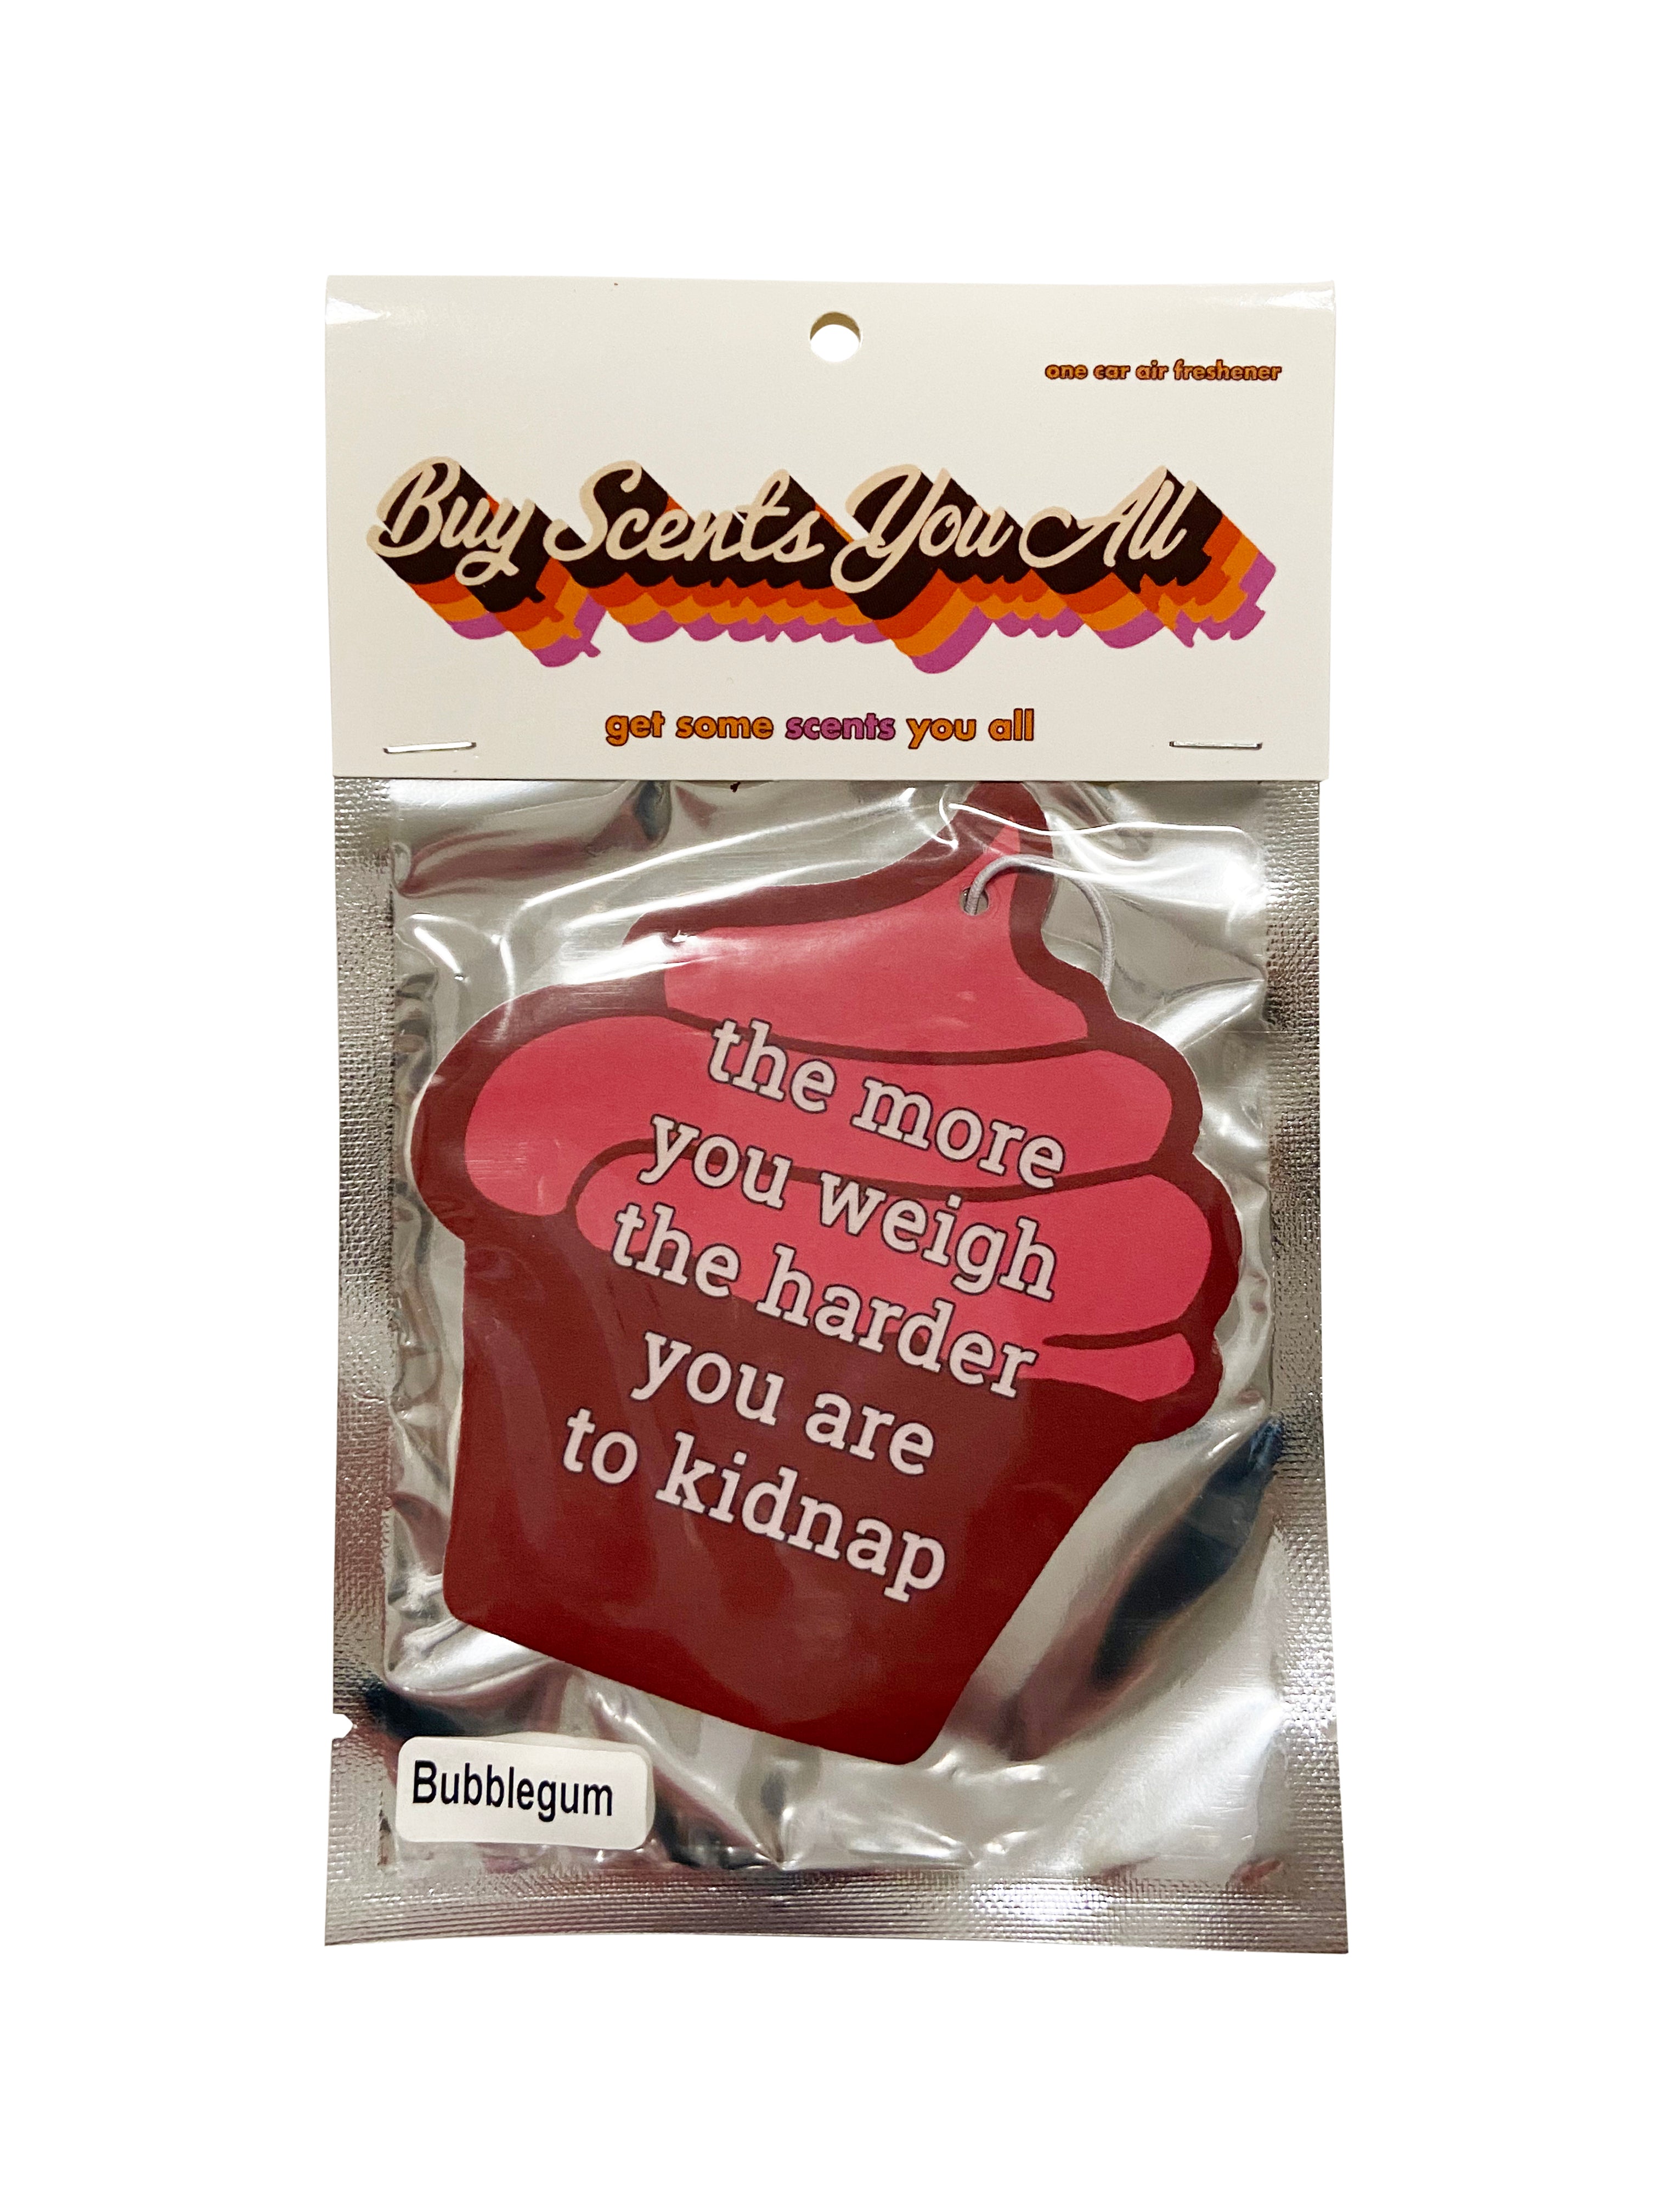 one car air freshener
Buy Scents You All
get some scents you all
the more
you weigh
the harder
you are
to kidnap
Bubblegum